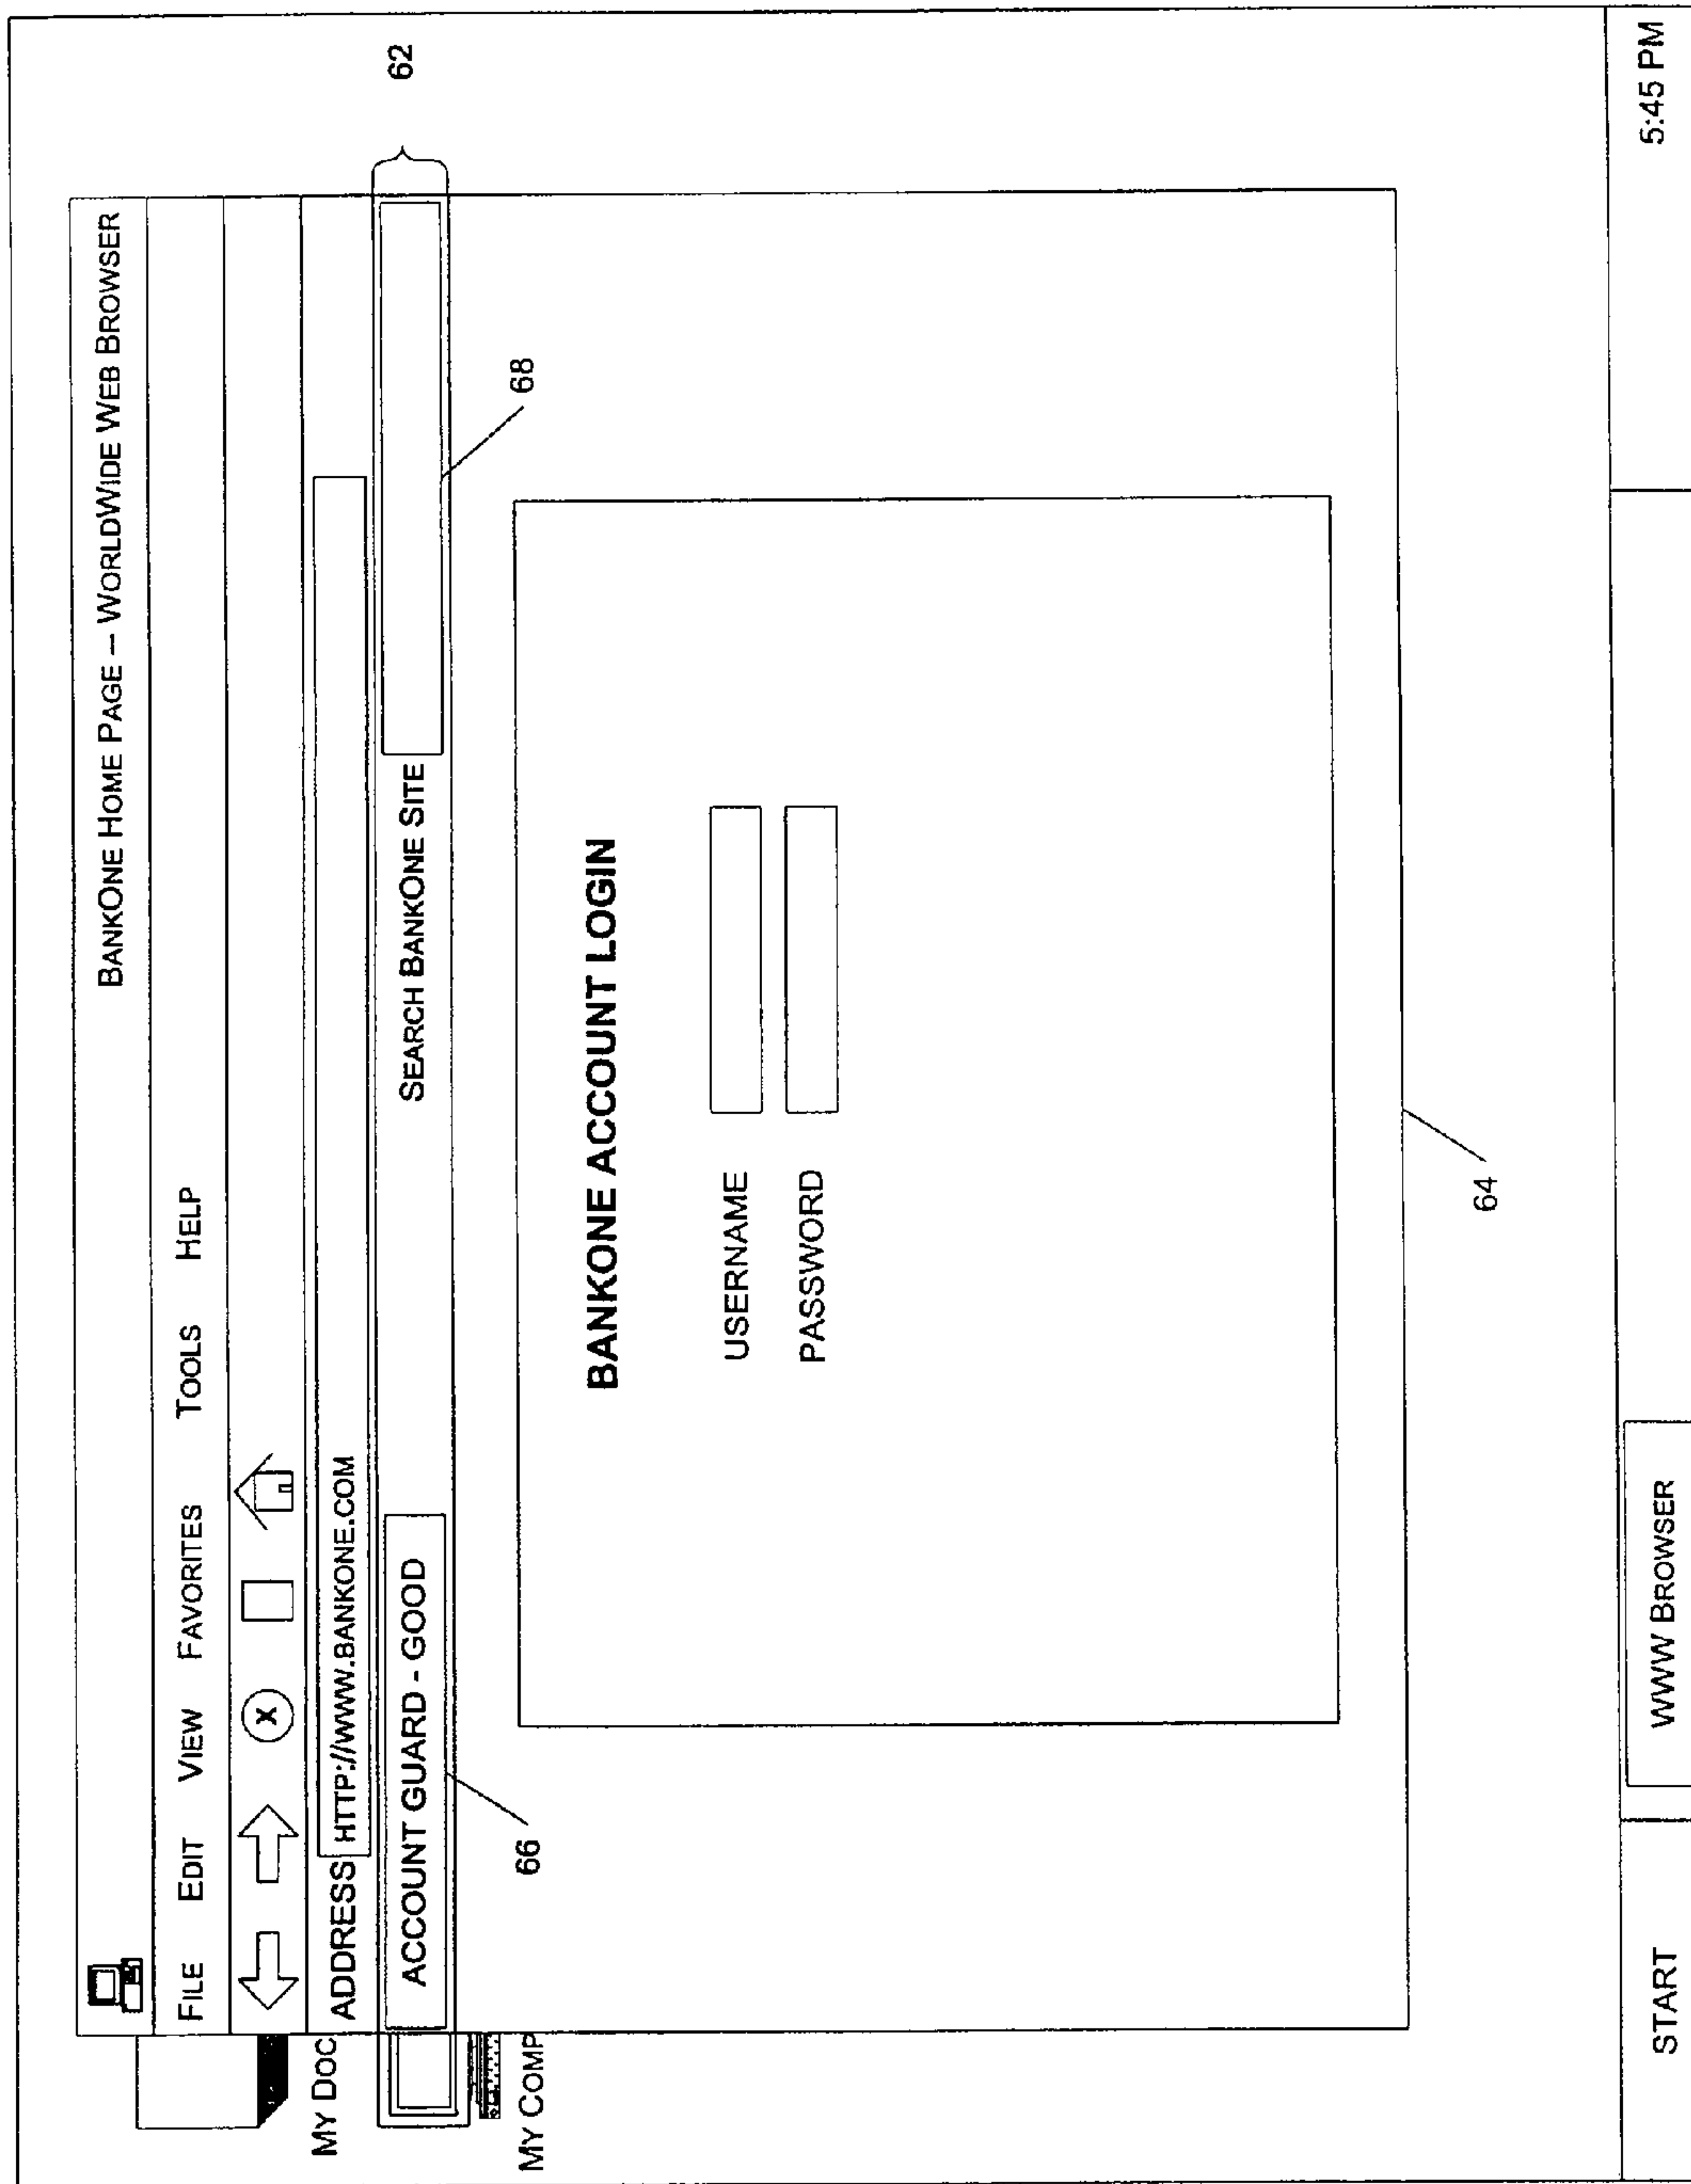 BANKONE HOME PAGE – WORLDWIDE WEB BROWSER
FILE EDIT VIEW FAVORITES TOOLS HELP
X
ADDRESS HTTP://WWW.BANKONE.COM
MY DOC
ACCOUNT GUARD - GOOD
SEARCH BANKONE SITE
62
66
68
MY COMP
BANKONE ACCOUNT LOGIN
USERNAME
PASSWORD
64
START
WWW BROWSER
5:45 PM